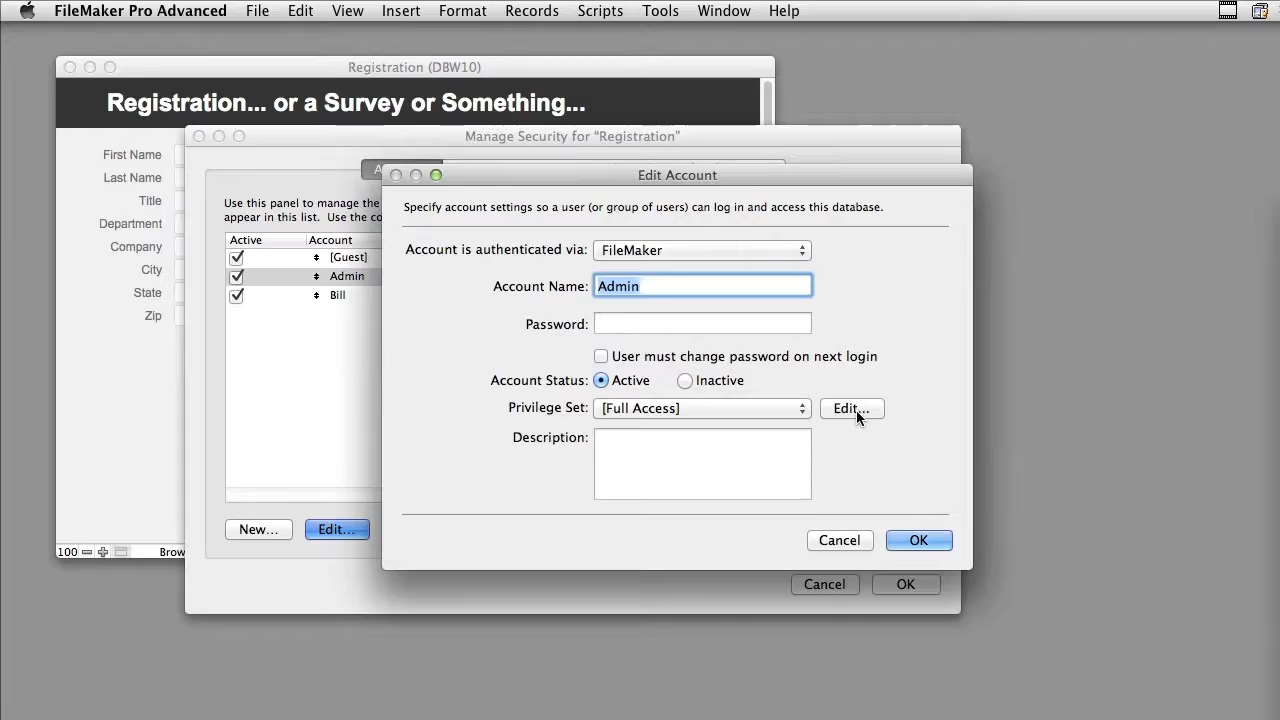 FileMaker Pro Advanced File Edit View Insert Format Records Scripts Tools Window Help
Registration (DBW10)
Registration... or a Survey or Something...
First Name
Last Name
Title
Department
Company
City
State
Zip
100
Brow
Manage Security for “Registration”
A
Use this panel to manage the
appear in this list. Use the co
Active Account
[Guest]
Admin
Bill
New... Edit...
Cancel OK
Edit Account
Specify account settings so a user (or group of users) can log in and access this database.
Account is authenticated via: FileMaker
Account Name: Admin
Password:
User must change password on next login
Account Status: Active Inactive
Privilege Set: [Full Access] Edit...
Description:
Cancel OK